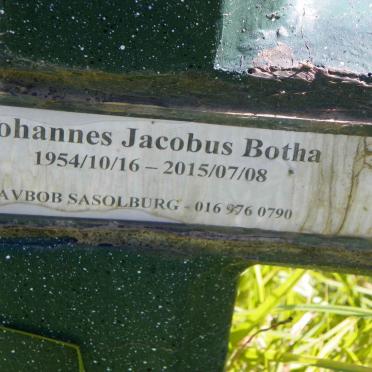 ohannes Jacobus Botha
1954/10/16 – 2015/07/08
AVBOB SASOLBURG - 016 976 0790